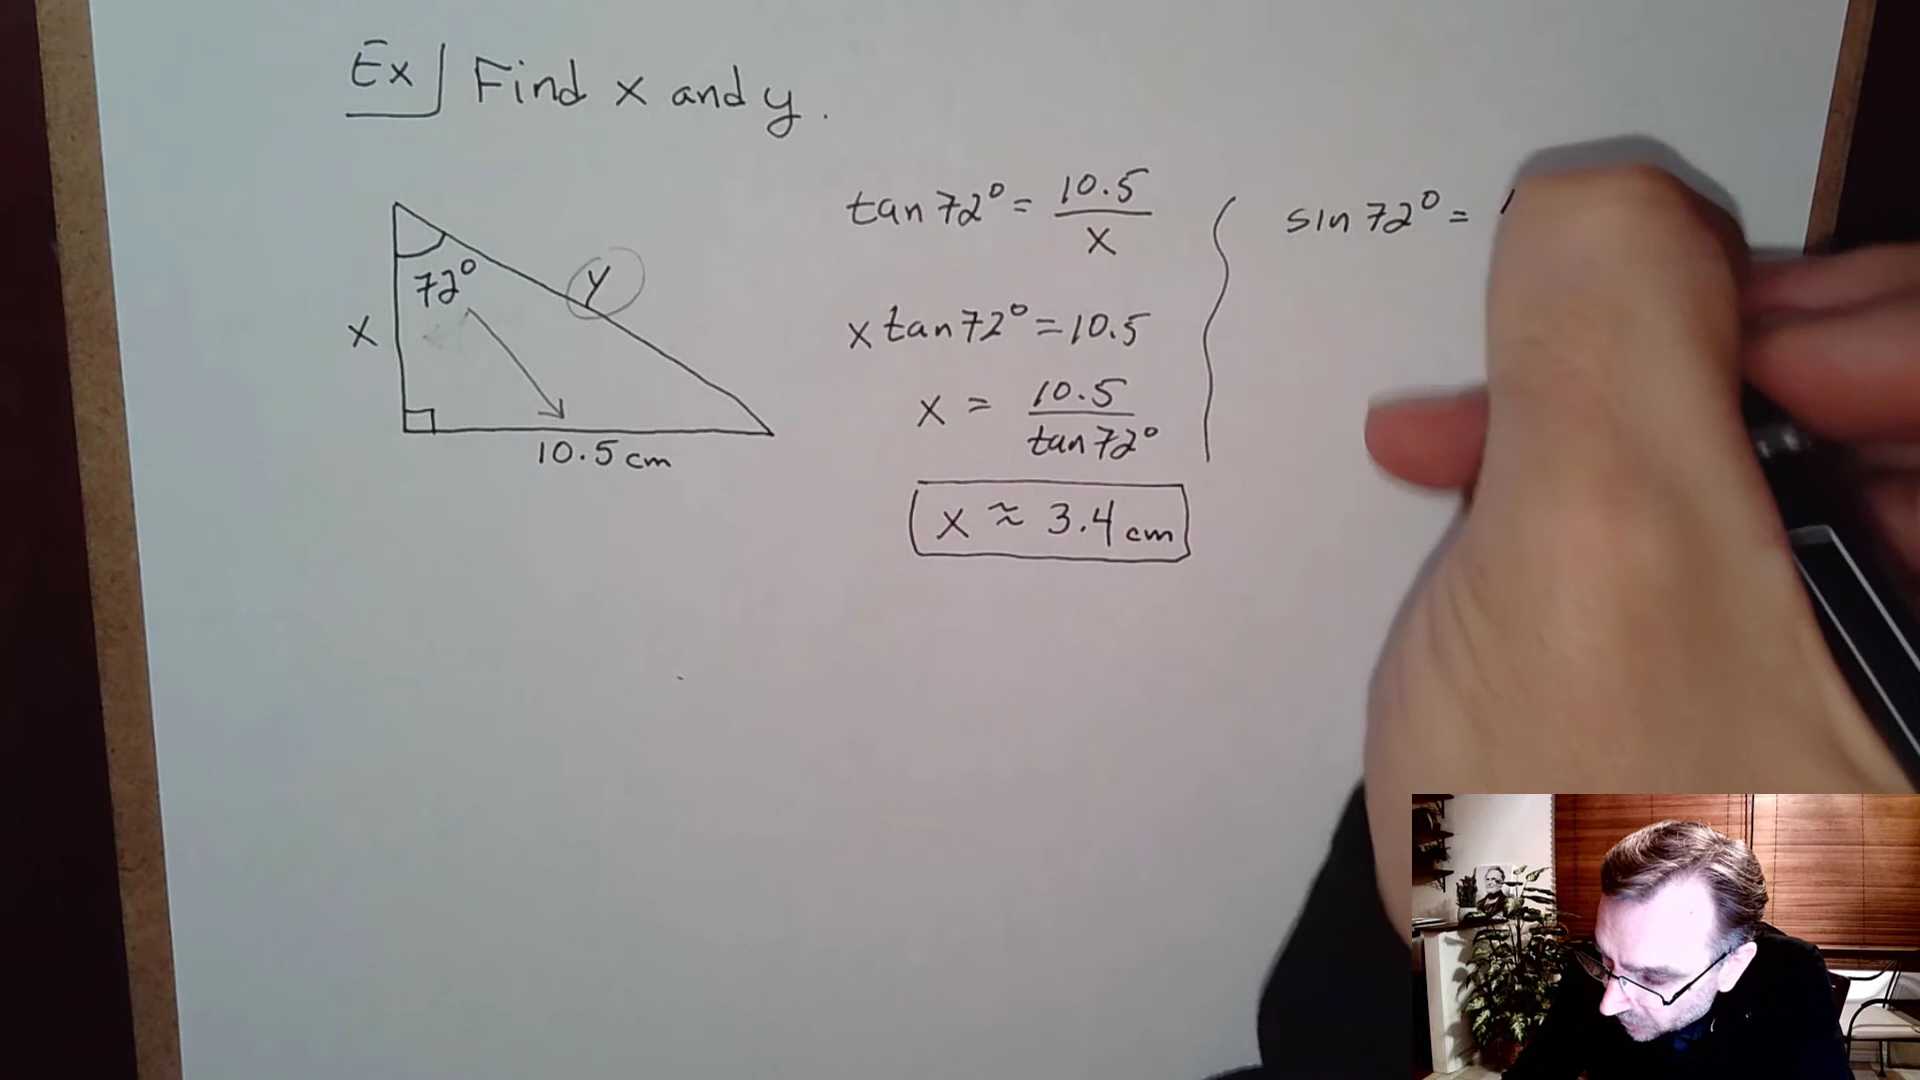 Ex Find x and y.
72°
y
x
10.5 cm
tan 72° = 10.5 / x
x tan 72° = 10.5
x = 10.5 / tan 72°
x ≈ 3.4 cm
sin 72° =